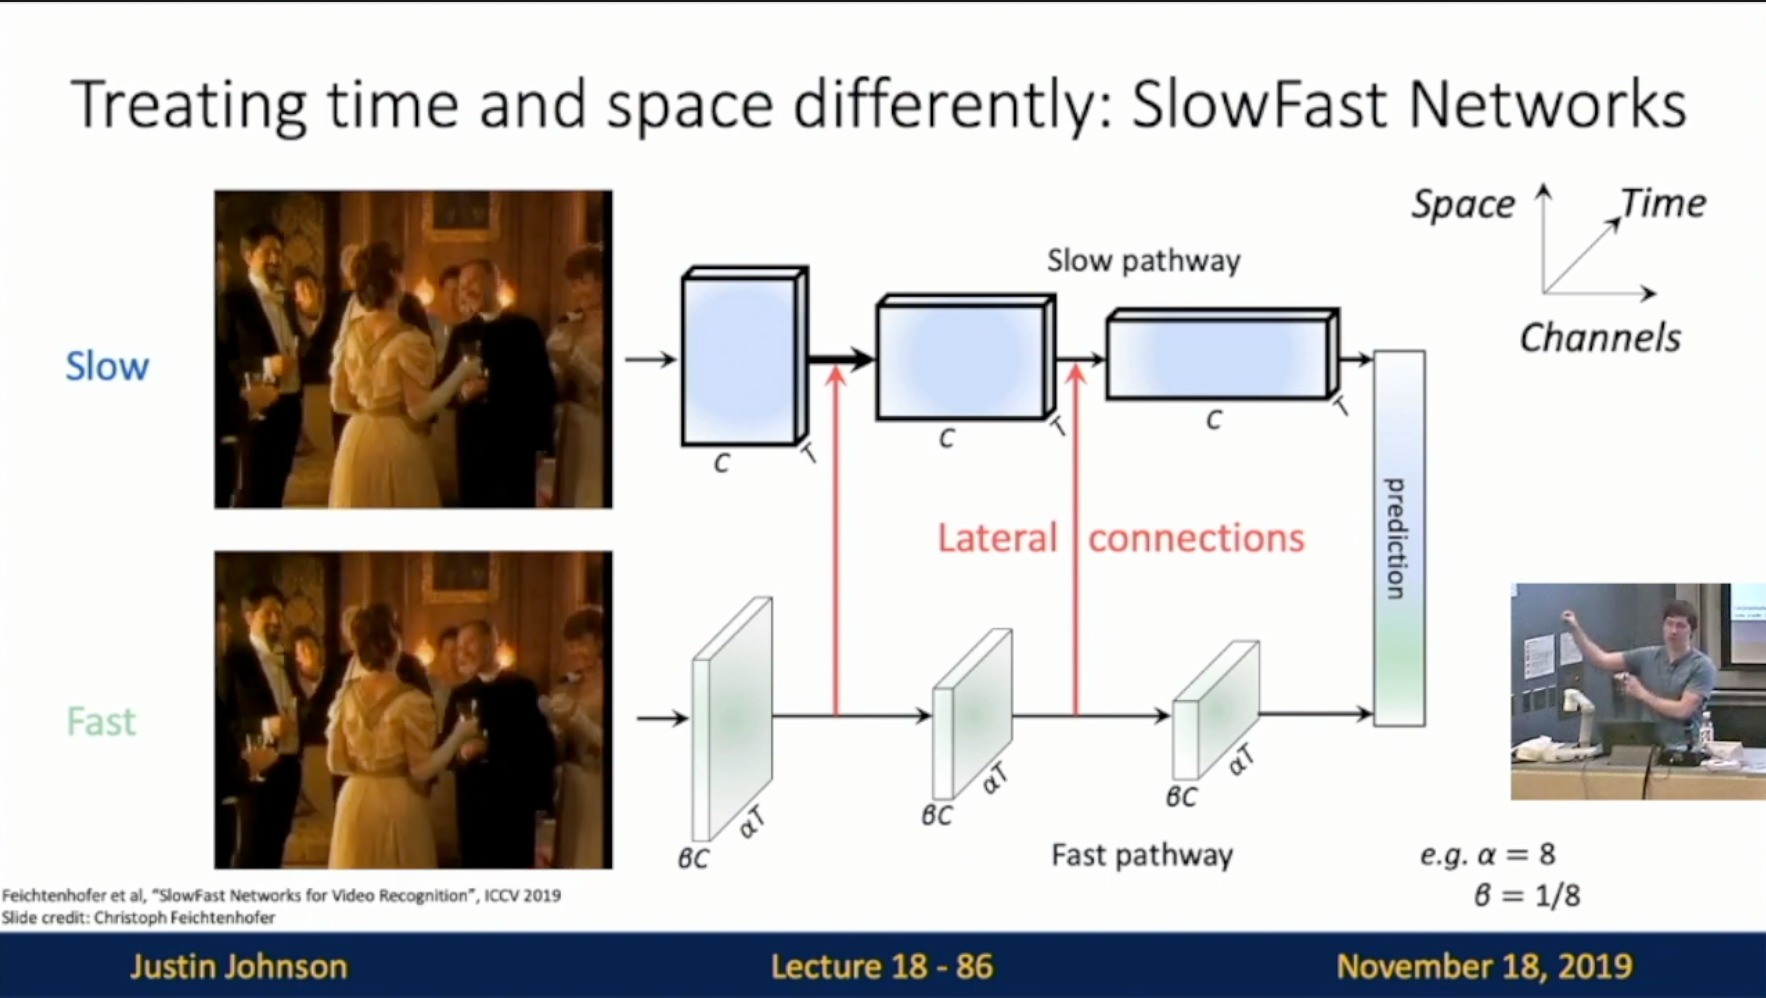 Treating time and space differently: SlowFast Networks
Space
Time
Channels
Slow pathway
Slow
C
T
C
T
C
T
prediction
Lateral connections
Fast
βC
αT
βC
αT
βC
αT
Fast pathway
e.g. α = 8
β = 1/8
Feichtenhofer et al, "SlowFast Networks for Video Recognition", ICCV 2019
Slide credit: Christoph Feichtenhofer
Justin Johnson
Lecture 18 - 86
November 18, 2019